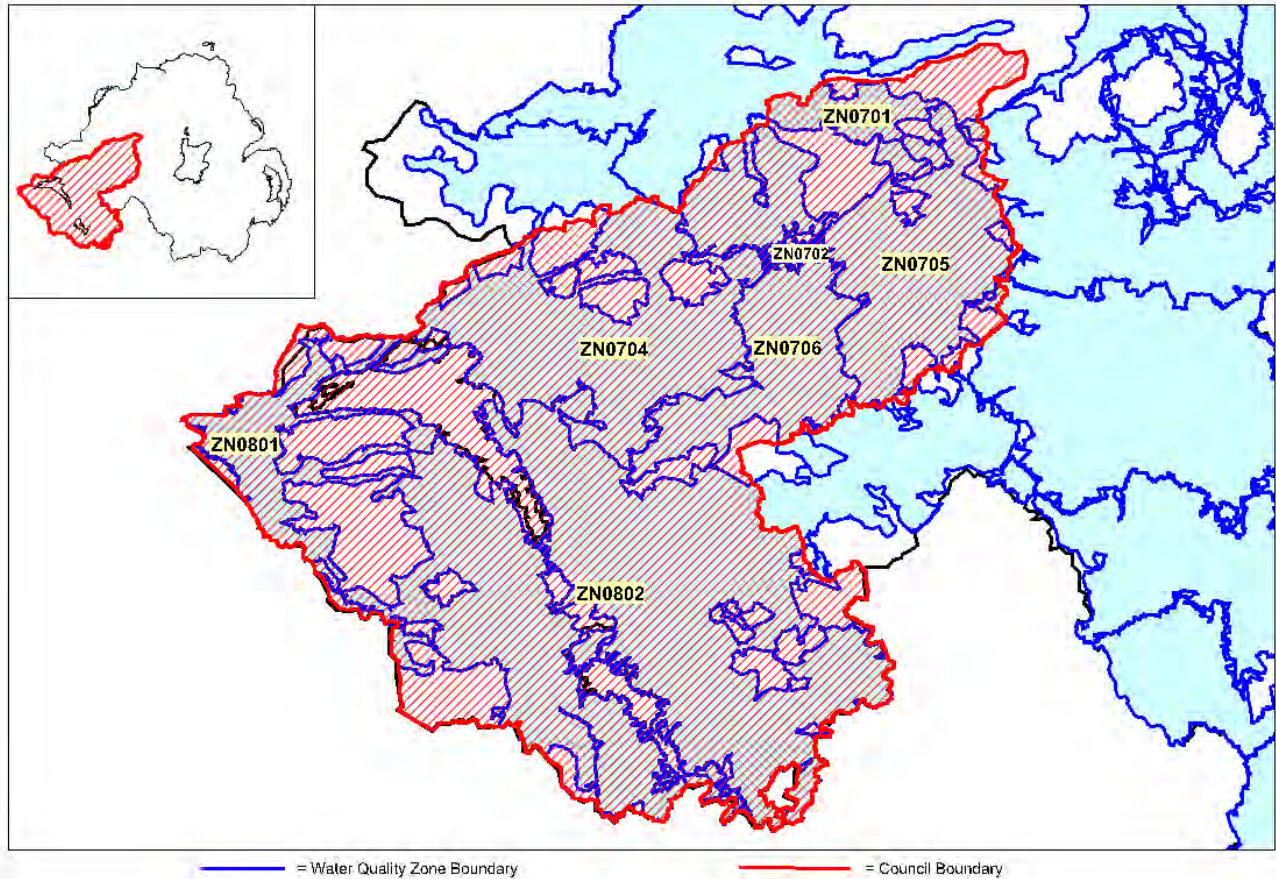 ZN0701
ZN0702
ZN0705
ZN0704
ZN0706
ZN0801
ZN0802
= Water Quality Zone Boundary
= Council Boundary